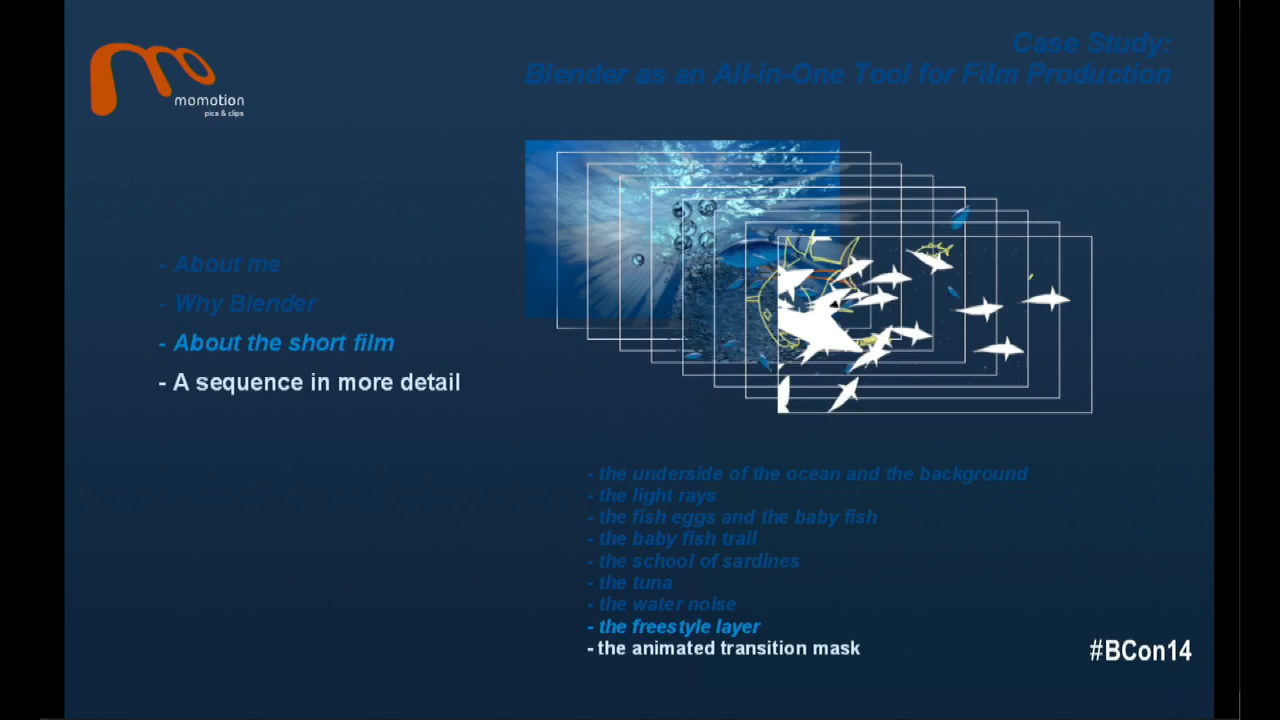 momotion
pics & clips
Case Study:
Blender as an All-in-One Tool for Film Production
- About me
- Why Blender
- About the short film
- A sequence in more detail
- the underside of the ocean and the background
- the light rays
- the fish eggs and the baby fish
- the baby fish trail
- the school of sardines
- the tuna
- the water noise
- the freestyle layer
- the animated transition mask
#BCon14